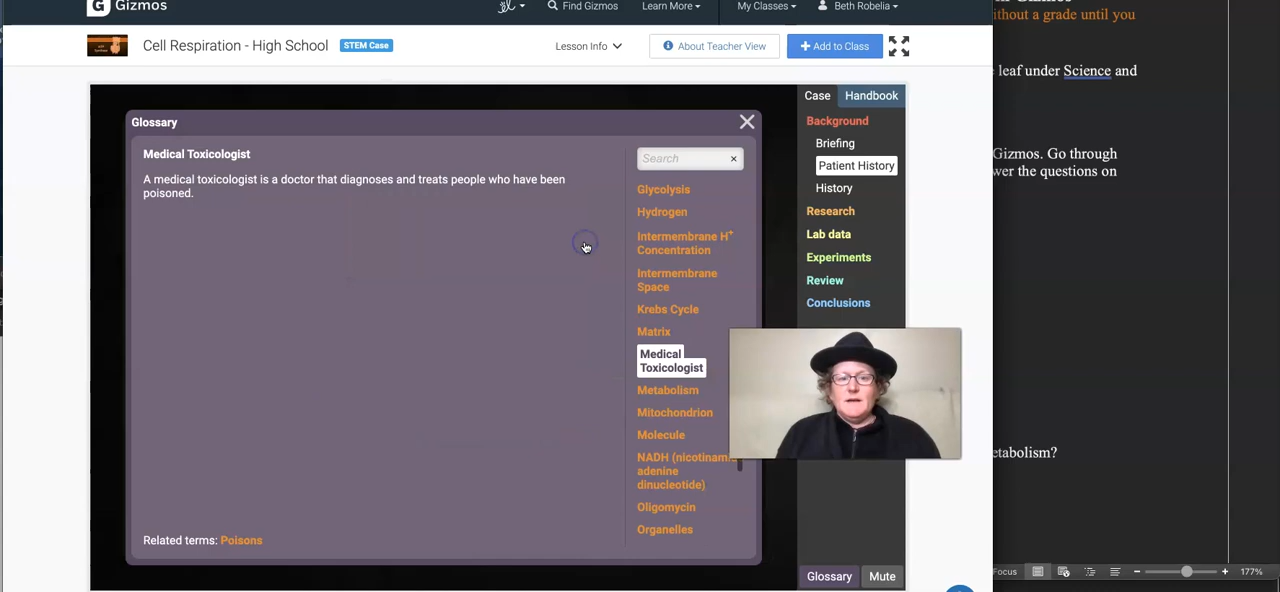 G Gizmos
Find Gizmos
Learn More
My Classes
Beth Robelia
Cell Respiration - High School
STEM Case
Lesson Info
About Teacher View
+ Add to Class
Glossary
Medical Toxicologist
A medical toxicologist is a doctor that diagnoses and treats people who have been
poisoned.
Related terms: Poisons
Search
Glycolysis
Hydrogen
Intermembrane H⁺
Concentration
Intermembrane
Space
Krebs Cycle
Matrix
Medical
Toxicologist
Metabolism
Mitochondrion
Molecule
NADH (nicotinami
adenine
dinucleotide)
Oligomycin
Organelles
Case
Handbook
Background
Briefing
Patient History
History
Research
Lab data
Experiments
Review
Conclusions
Glossary
Mute
ithout a grade until you
leaf under Science and
Gizmos. Go through
wer the questions on
etabolism?
Focus
177%